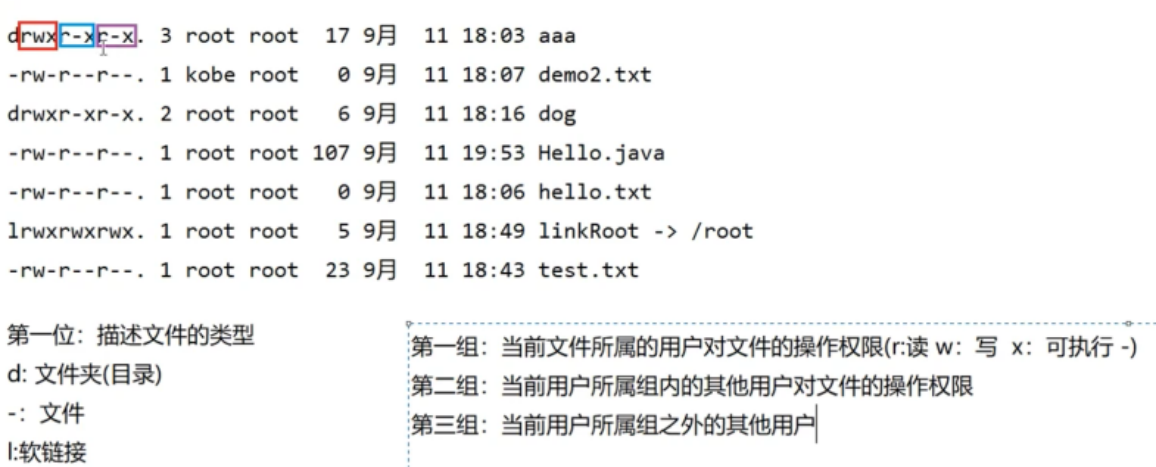 drwxr-xr-x. 3 root root  17 9月  11 18:03 aaa
-rw-r--r--. 1 kobe root   0 9月  11 18:07 demo2.txt
drwxr-xr-x. 2 root root   6 9月  11 18:16 dog
-rw-r--r--. 1 root root 107 9月  11 19:53 Hello.java
-rw-r--r--. 1 root root   0 9月  11 18:06 hello.txt
lrwxrwxrwx. 1 root root   5 9月  11 18:49 linkRoot -> /root
-rw-r--r--. 1 root root  23 9月  11 18:43 test.txt
第一位：描述文件的类型
d: 文件夹(目录)
-：文件
l:软链接
第一组：当前文件所属的用户对文件的操作权限(r:读 w：写  x：可执行 -)
第二组：当前用户所属组内的其他用户对文件的操作权限
第三组：当前用户所属组之外的其他用户